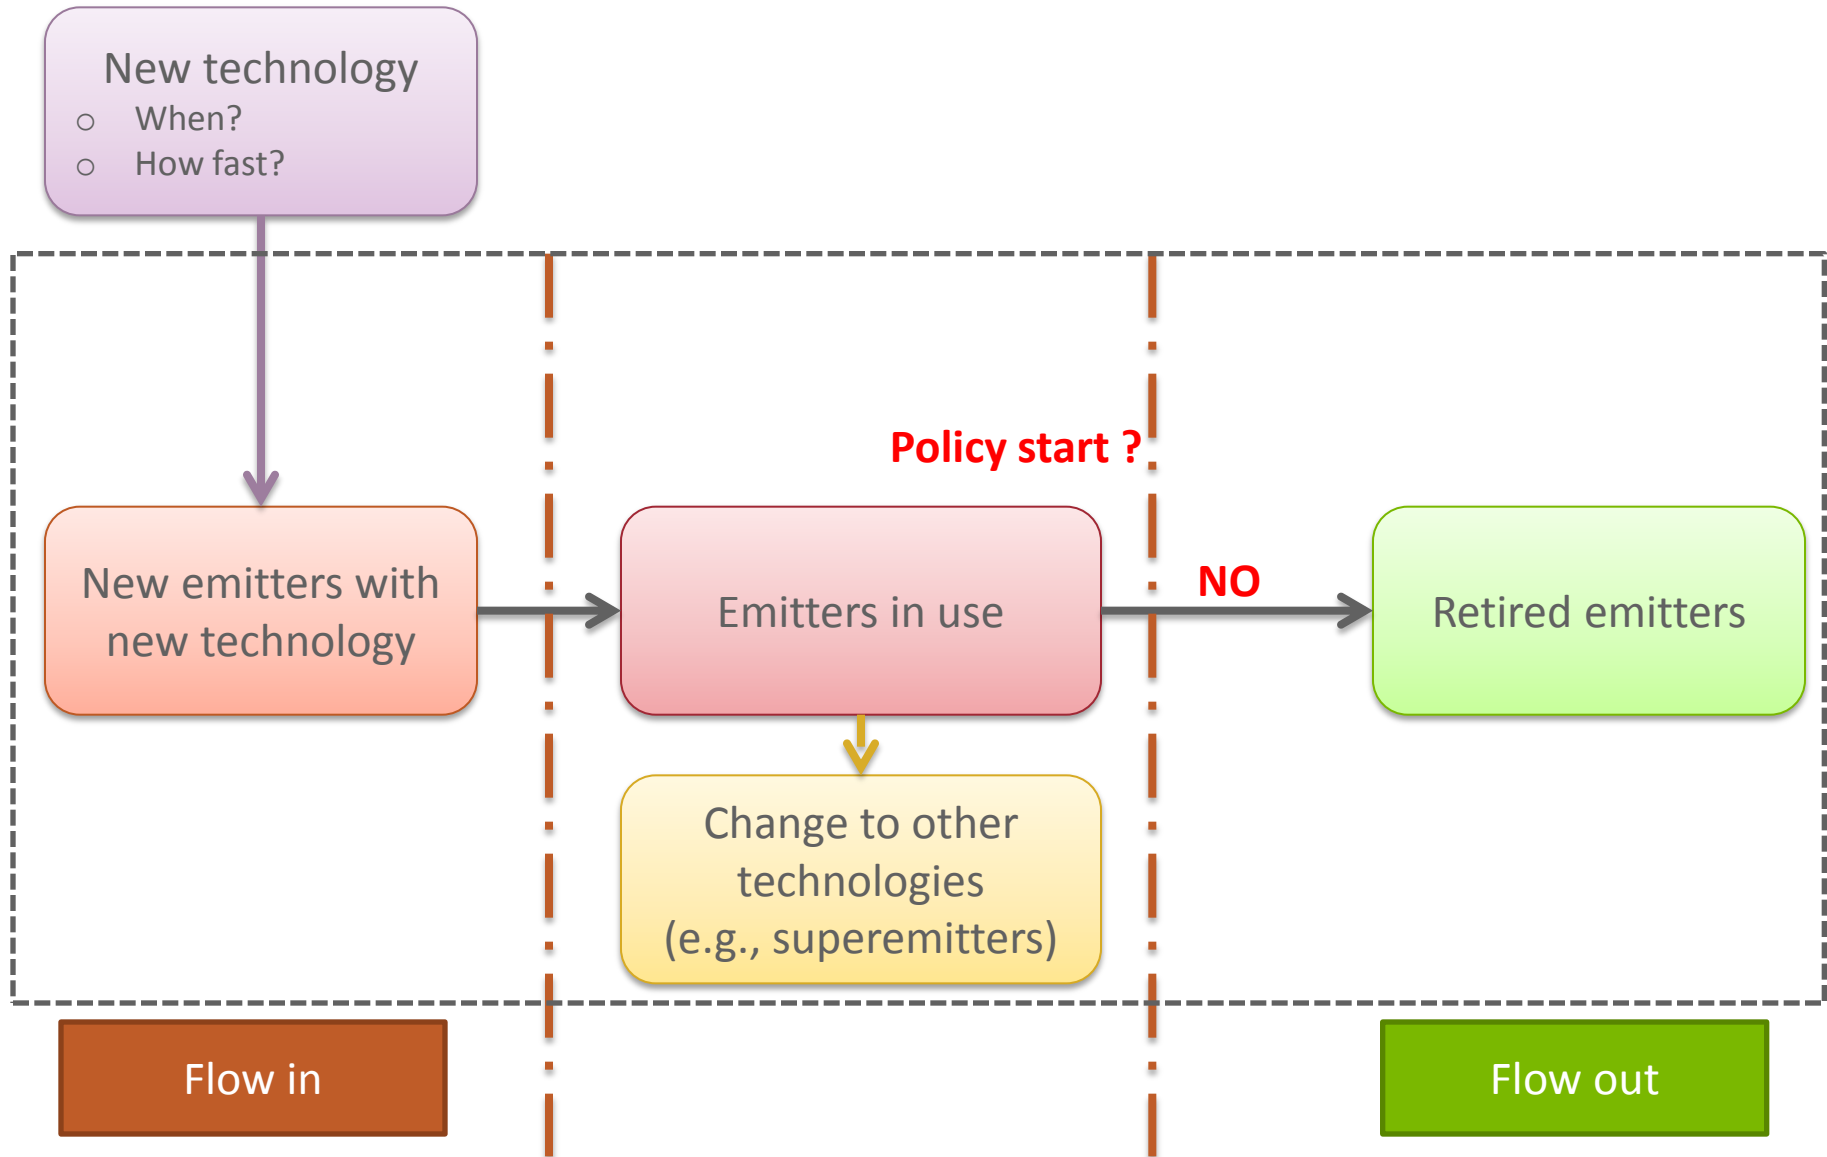 New technology
o When?
o How fast?
Policy start ?
New emitters with
new technology
Emitters in use
NO
Retired emitters
Change to other
technologies
(e.g., superemitters)
Flow in
Flow out